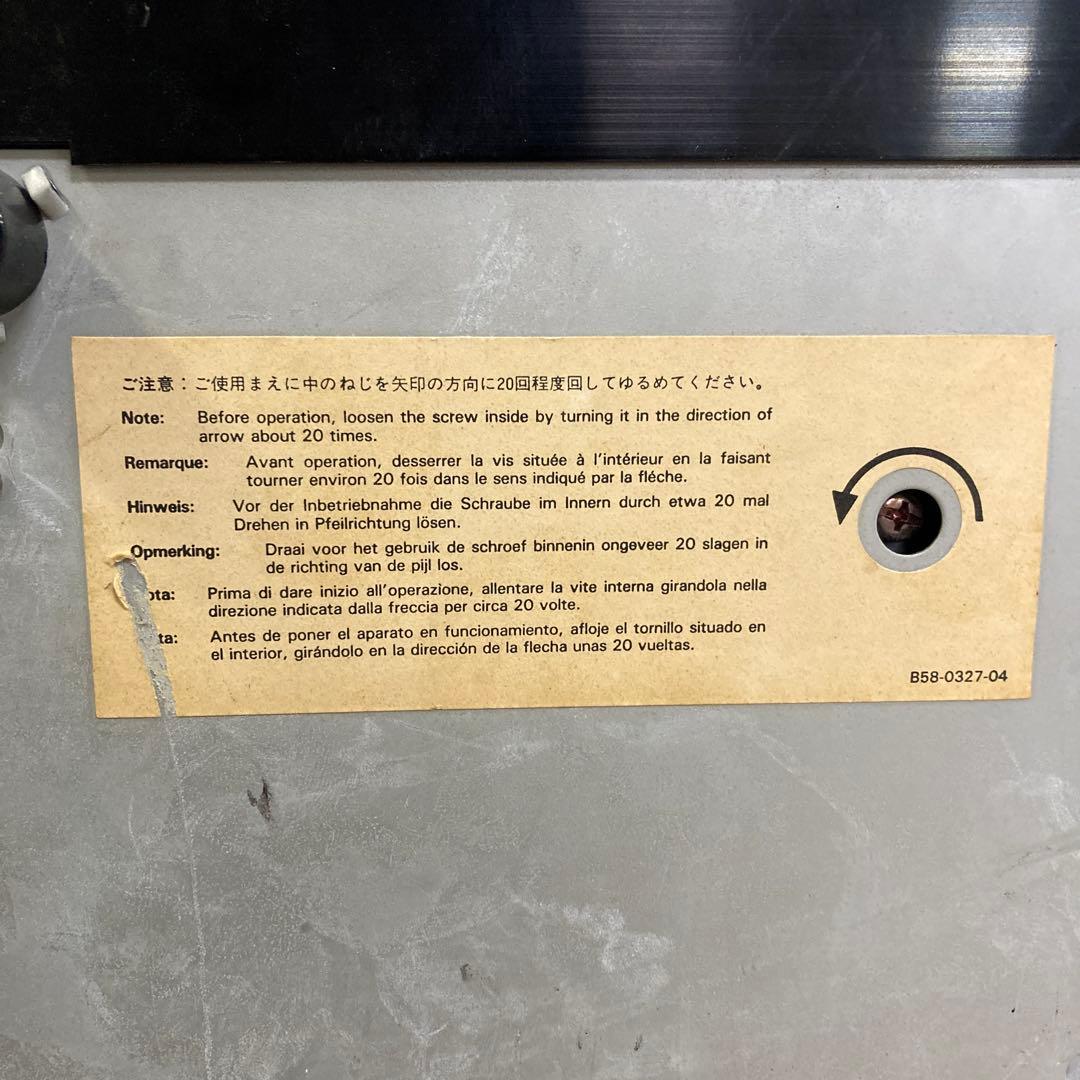 ご注意：ご使用まえに中のねじを矢印の方向に20回程度回してゆるめてください。
Note: Before operation, loosen the screw inside by turning it in the direction of
arrow about 20 times.
Remarque: Avant operation, desserrer la vis située à l'intérieur en la faisant
tourner environ 20 fois dans le sens indiqué par la fléche.
Hinweis: Vor der Inbetriebnahme die Schraube im Innern durch etwa 20 mal
Drehen in Pfeilrichtung lösen.
Opmerking: Draai voor het gebruik de schroef binnenin ongeveer 20 slagen in
de richting van de pijl los.
ota: Prima di dare inizio all'operazione, allentare la vite interna girandola nella
direzione indicata dalla freccia per circa 20 volte.
ta: Antes de poner el aparato en funcionamiento, afloje el tornillo situado en
el interior, girándolo en la dirección de la flecha unas 20 vueltas.
B58-0327-04